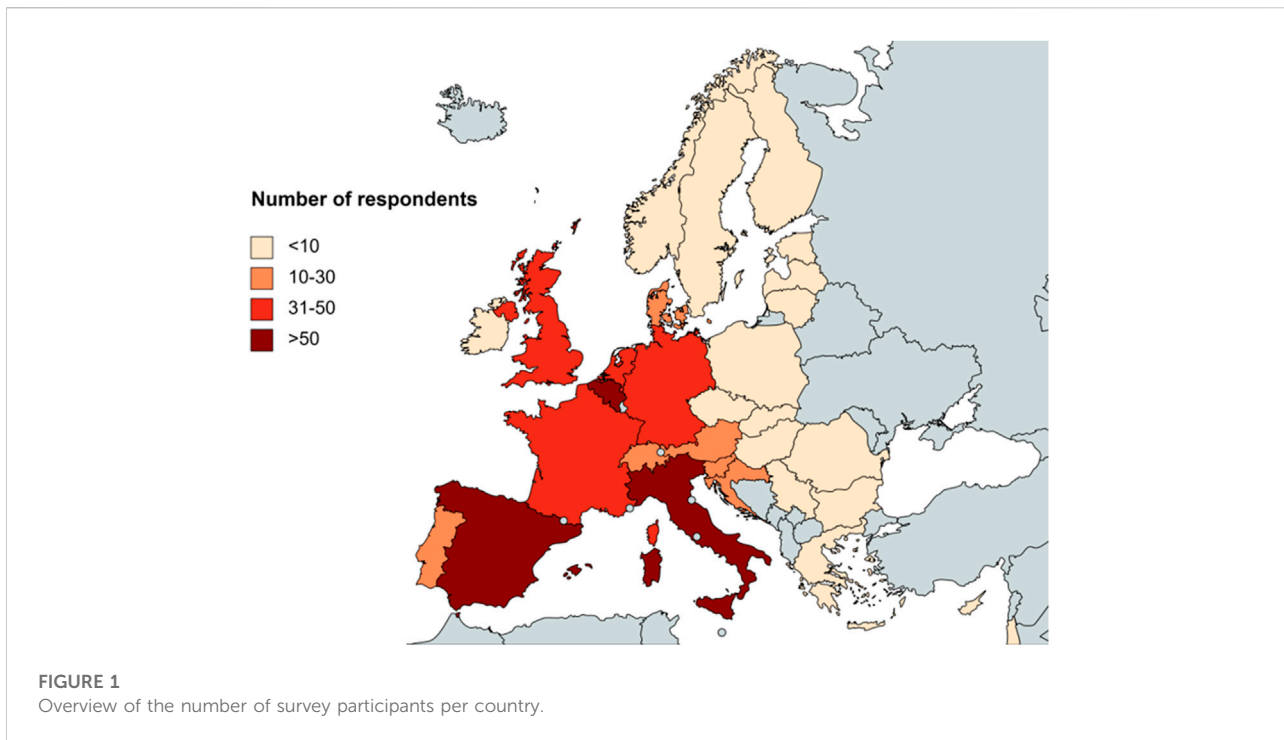 Number of respondents
<10
10-30
31-50
>50
FIGURE 1
Overview of the number of survey participants per country.